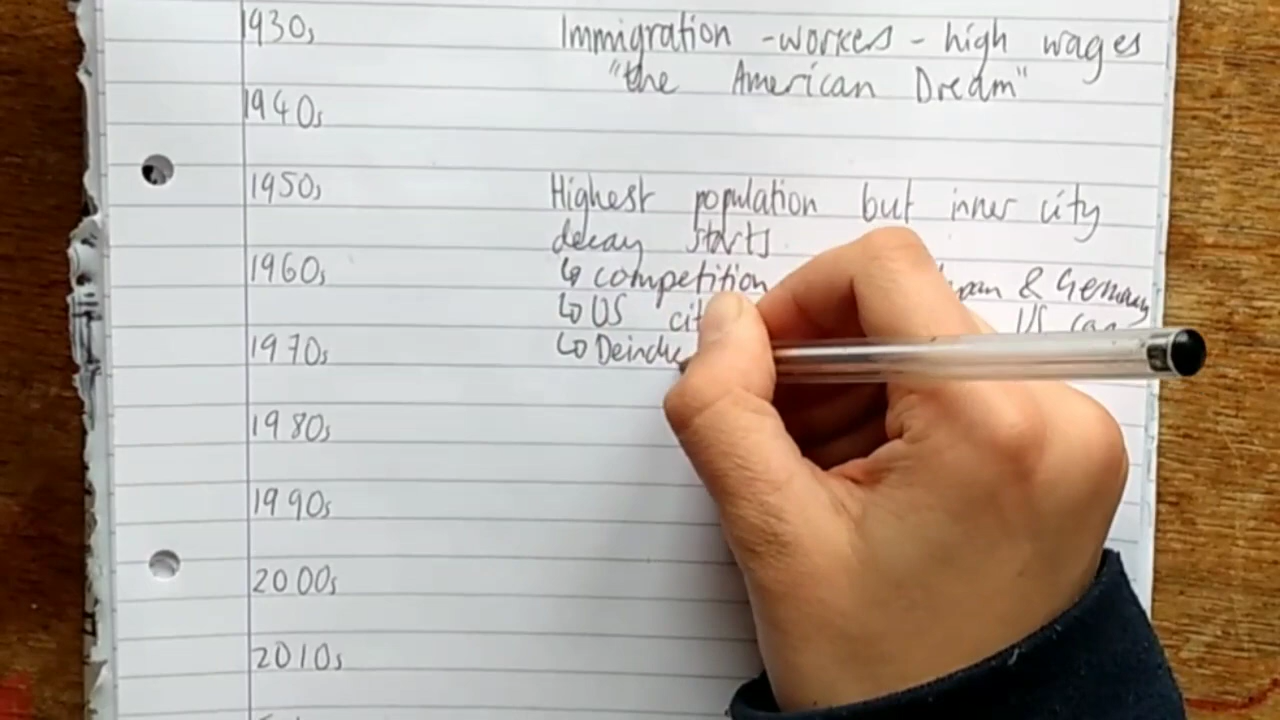 1930s Immigration - workers - high wages
"the American Dream"
1940s
1950s Highest population but inner city
decay starts
1960s ↳ competition & Germany
↳ US US
1970s ↳
1980s
1990s
2000s
2010s